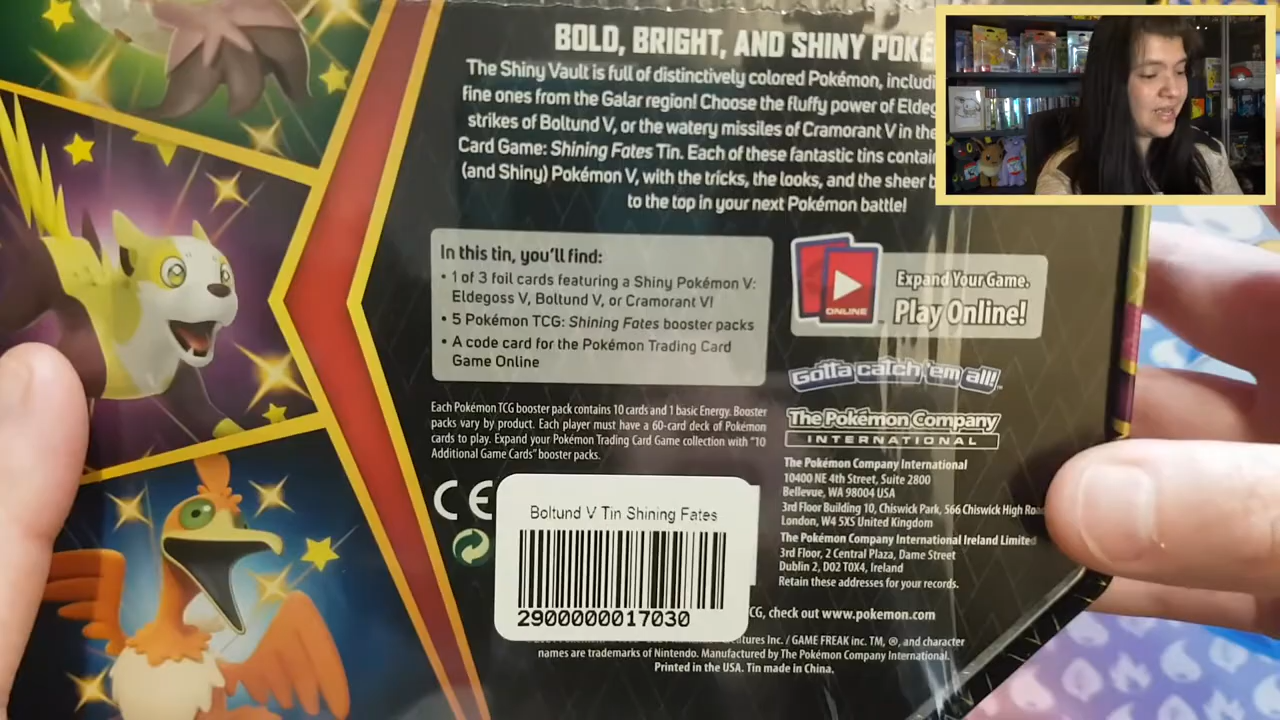 BOLD, BRIGHT, AND SHINY POKÉ
The Shiny Vault is full of distinctively colored Pokémon, includi
fine ones from the Galar region! Choose the fluffy power of Eldeg
strikes of Boltund V, or the watery missiles of Cramorant V in the
Card Game: Shining Fates Tin. Each of these fantastic tins contai
(and Shiny) Pokémon V, with the tricks, the looks, and the sheer b
to the top in your next Pokémon battle!
In this tin, you'll find:
• 1 of 3 foil cards featuring a Shiny Pokémon V:
Eldegoss V, Boltund V, or Cramorant V!
• 5 Pokémon TCG: Shining Fates booster packs
• A code card for the Pokémon Trading Card
Game Online
ONLINE
Expand Your Game.
Play Online!
Gotta catch 'em all!
The Pokémon Company
INTERNATIONAL
Each Pokémon TCG booster pack contains 10 cards and 1 basic Energy. Booster
packs vary by product. Each player must have a 60-card deck of Pokémon
cards to play. Expand your Pokémon Trading Card Game collection with "10
Additional Game Cards" booster packs.
The Pokémon Company International
10400 NE 4th Street, Suite 2800
Bellevue, WA 98004 USA
3rd Floor Building 10, Chiswick Park, 566 Chiswick High Road
London, W4 5XS United Kingdom
The Pokémon Company International Ireland Limited
3rd Floor, 2 Central Plaza, Dame Street
Dublin 2, D02 T0X4, Ireland
Retain these addresses for your records.
CE
Boltund V Tin Shining Fates
29000000017030
CG, check out www.pokemon.com
tures Inc. / GAME FREAK inc. TM, ®, and character
names are trademarks of Nintendo. Manufactured by The Pokémon Company International.
Printed in the USA. Tin made in China.